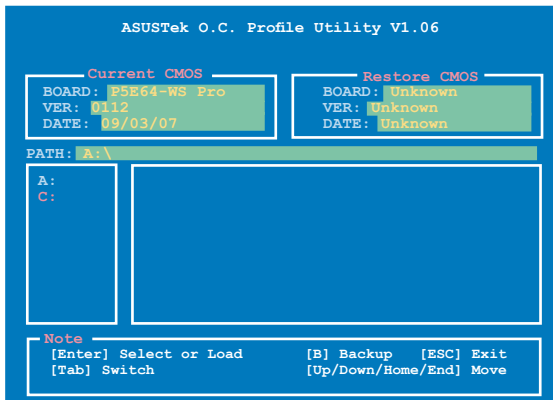 ASUSTek O.C. Profile Utility V1.06
Current CMOS
BOARD: P5E64-WS Pro
VER: 0112
DATE: 09/03/07
Restore CMOS
BOARD: Unknown
VER: Unknown
DATE: Unknown
PATH: A:\
A:
C:
Note
[Enter] Select or Load [B] Backup [ESC] Exit
[Tab] Switch [Up/Down/Home/End] Move